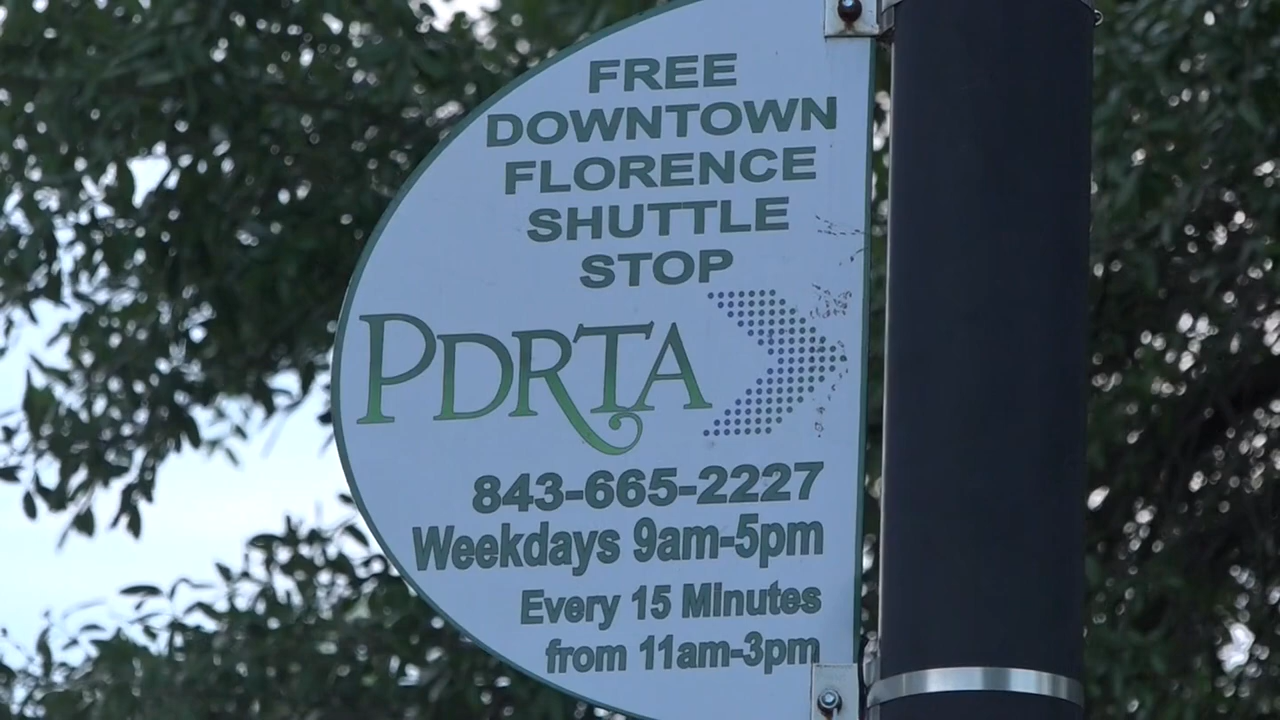 FREE
DOWNTOWN
FLORENCE
SHUTTLE
STOP
PDRTA
843-665-2227
Weekdays 9am-5pm
Every 15 Minutes
from 11am-3pm